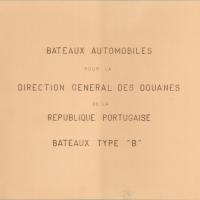 BATEAUX AUTOMOBILES
POUR LA
DIRECTION GENERAL DES DOUANES
DE LA
REPUBLIQUE PORTUGAISE
BATEAUX TYPE "B"